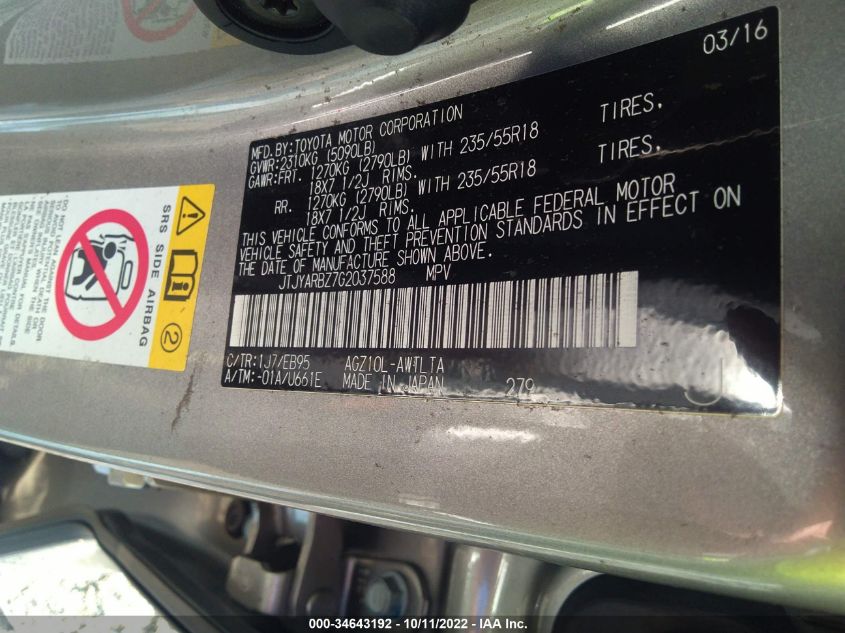 03/16
MFD.BY:TOYOTA MOTOR CORPORATION
GVWR:2310KG (5090LB)
GAWR:FRT. 1270KG (2790LB) WITH 235/55R18 TIRES,
18X7 1/2J RIMS.
RR. 1270KG (2790LB) WITH 235/55R18 TIRES,
18X7 1/2J RIMS.
THIS VEHICLE CONFORMS TO ALL APPLICABLE FEDERAL MOTOR
VEHICLE SAFETY AND THEFT PREVENTION STANDARDS IN EFFECT ON
THE DATE OF MANUFACTURE SHOWN ABOVE.
JTJYARBZ7G2037588 MPV
C/TR:1J7/EB95 AGZ10L-AWTLTA
A/TM:-01A/U661E MADE IN JAPAN 279
J
SRS SIDE AIRBAG
2
000-34643192 - 10/11/2022 - IAA Inc.